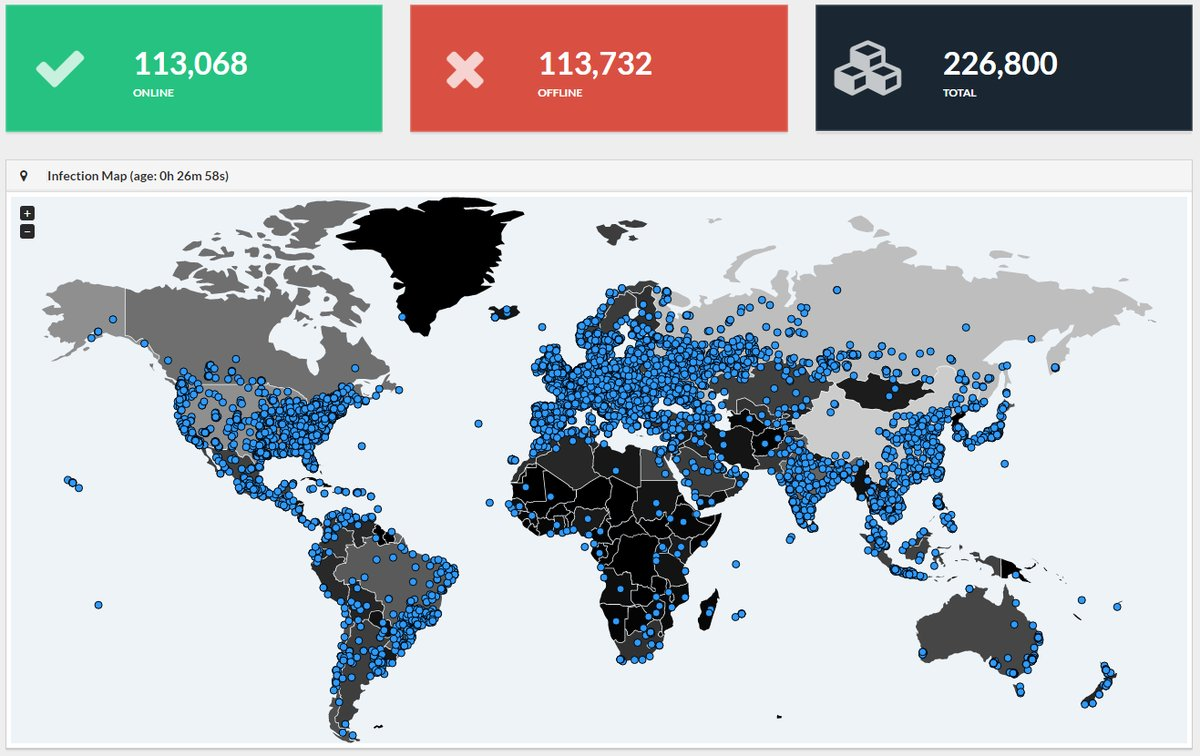 113,068
ONLINE
113,732
OFFLINE
226,800
TOTAL
Infection Map (age: 0h 26m 58s)
+
−